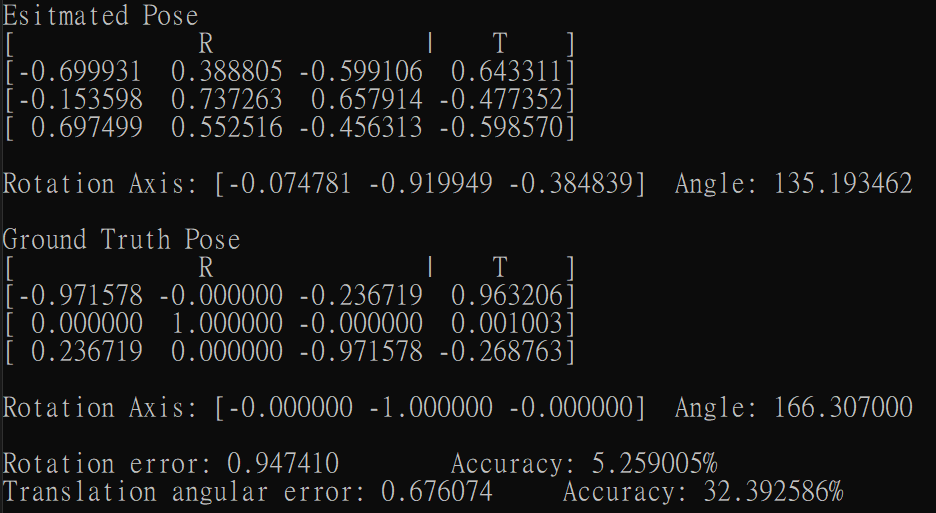 Esitmated Pose
[ R | T ]
[-0.699931 0.388805 -0.599106 0.643311]
[-0.153598 0.737263 0.657914 -0.477352]
[ 0.697499 0.552516 -0.456313 -0.598570]
Rotation Axis: [-0.074781 -0.919949 -0.384839] Angle: 135.193462
Ground Truth Pose
[ R | T ]
[-0.971578 -0.000000 -0.236719 0.963206]
[ 0.000000 1.000000 -0.000000 0.001003]
[ 0.236719 0.000000 -0.971578 -0.268763]
Rotation Axis: [-0.000000 -1.000000 -0.000000] Angle: 166.307000
Rotation error: 0.947410 Accuracy: 5.259005%
Translation angular error: 0.676074 Accuracy: 32.392586%